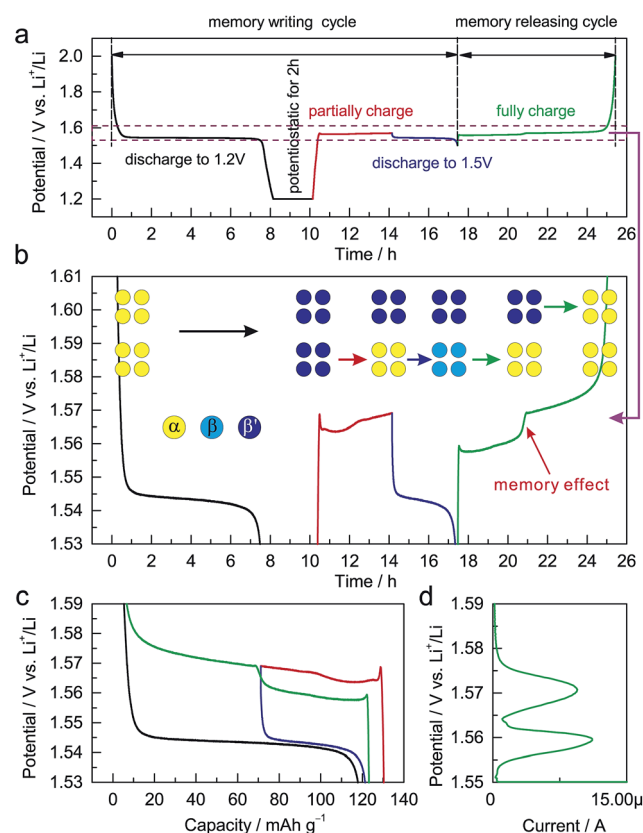 memory writing cycle
memory releasing cycle
a
Potential / V vs. Li⁺/Li
2.0
1.8
1.6
1.4
1.2
partially charge
fully charge
discharge to 1.2V
potentiostatic for 2h
discharge to 1.5V
0 2 4 6 8 10 12 14 16 18 20 22 24 26
Time / h
b
Potential / V vs. Li⁺/Li
1.61
1.60
1.59
1.58
1.57
1.56
1.55
1.54
1.53
α β β'
memory effect
0 2 4 6 8 10 12 14 16 18 20 22 24 26
Time / h
c
Potential / V vs. Li⁺/Li
1.59
1.58
1.57
1.56
1.55
1.54
1.53
0 20 40 60 80 100 120 140
Capacity / mAh g⁻¹
d
Potential / V vs. Li⁺/Li
1.59
1.58
1.57
1.56
1.55
0 15.00µ
Current / A